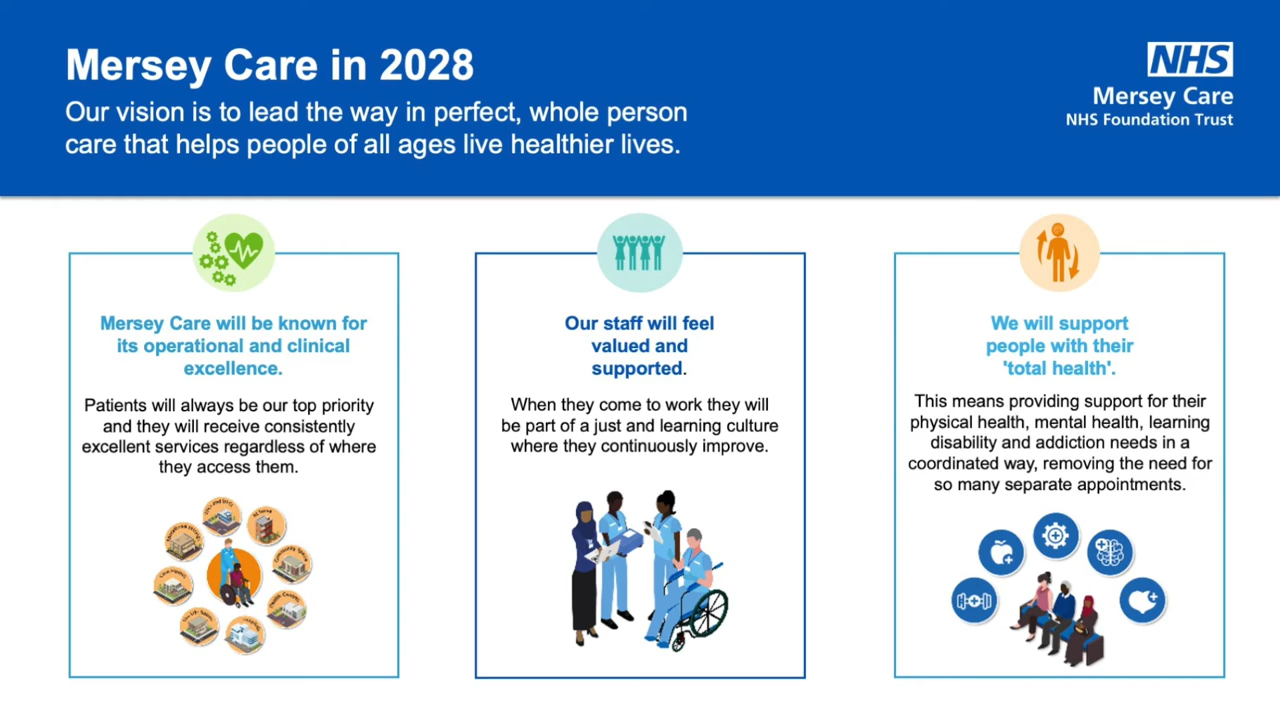 Mersey Care in 2028
Our vision is to lead the way in perfect, whole person
care that helps people of all ages live healthier lives.
NHS
Mersey Care
NHS Foundation Trust
Mersey Care will be known for
its operational and clinical
excellence.
Patients will always be our top priority
and they will receive consistently
excellent services regardless of where
they access them.
Our staff will feel
valued and
supported.
When they come to work they will
be part of a just and learning culture
where they continuously improve.
We will support
people with their
'total health'.
This means providing support for their
physical health, mental health, learning
disability and addiction needs in a
coordinated way, removing the need for
so many separate appointments.